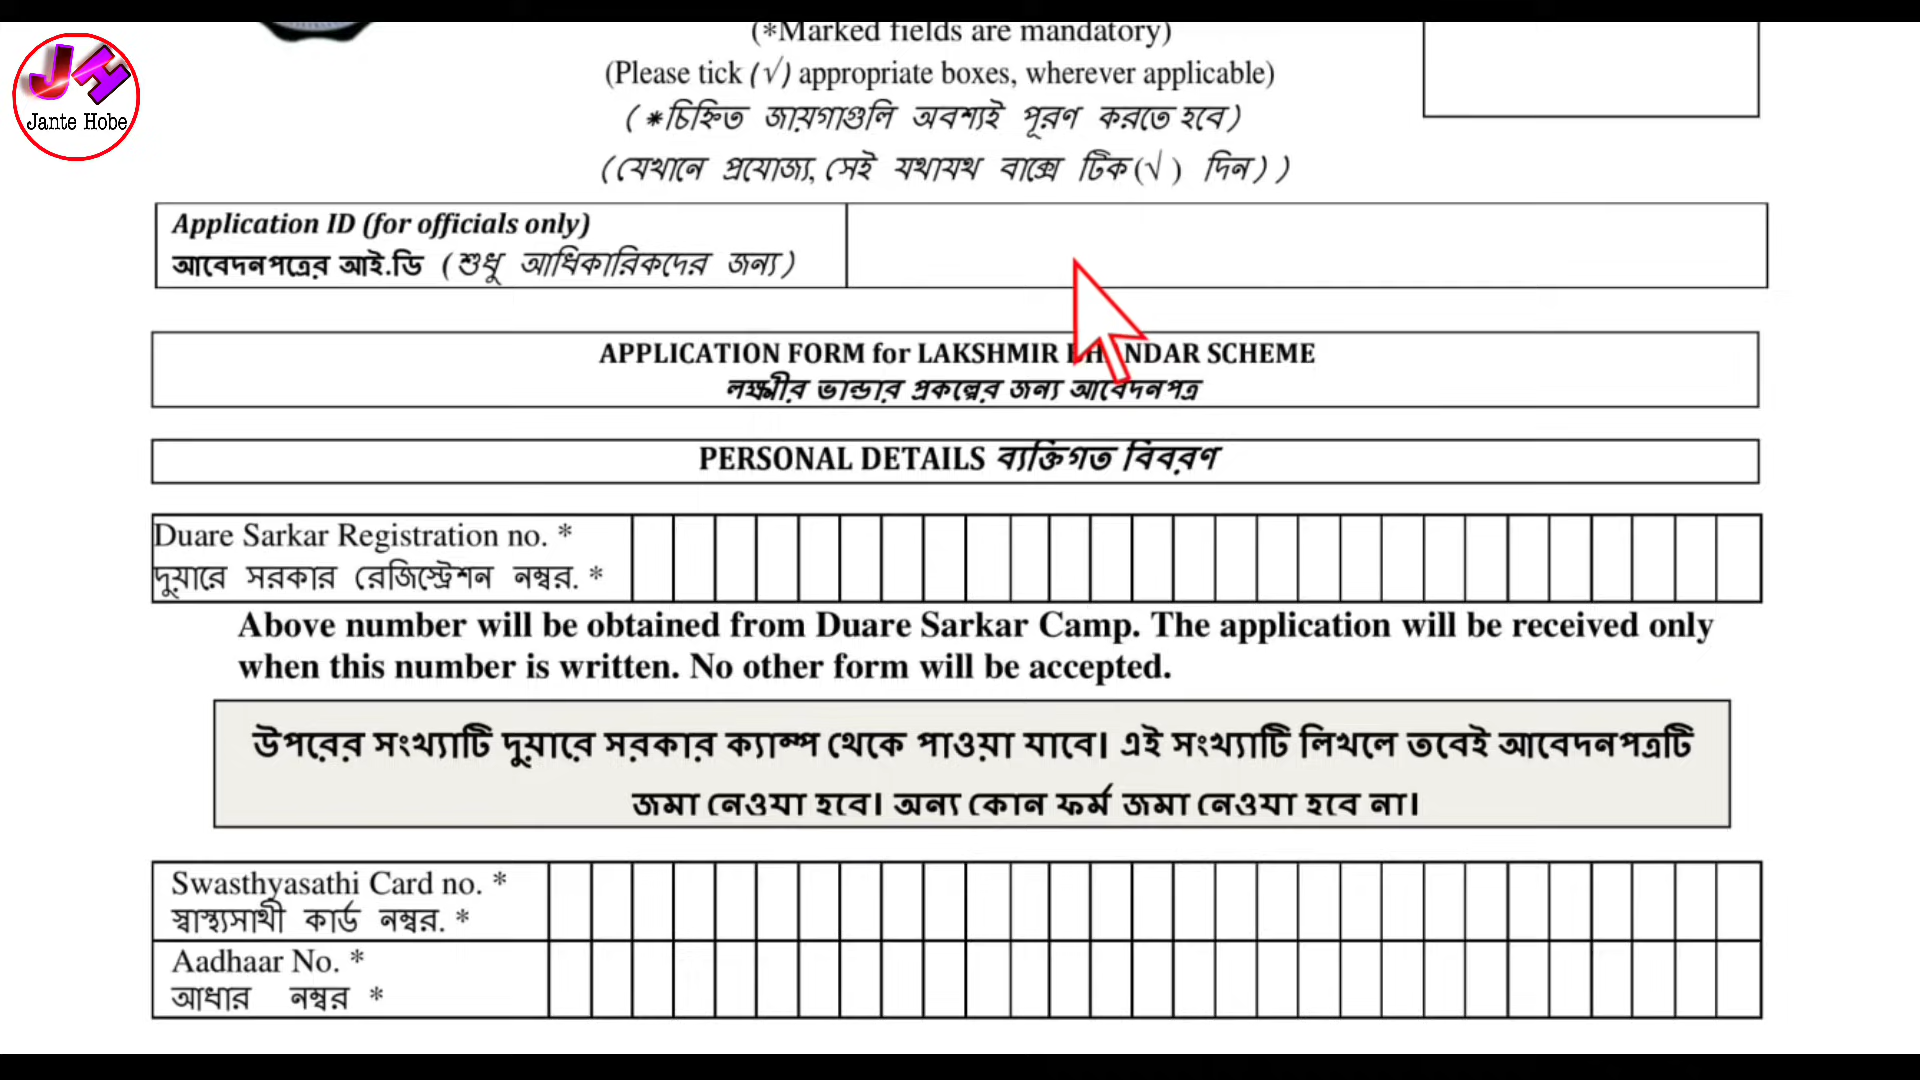 (*Marked fields are mandatory)
(Please tick (√) appropriate boxes, wherever applicable)
(*চিহ্নিত জায়গাগুলি অবশ্যই পূরণ করতে হবে)
(যেখানে প্রযোজ্য, সেই যথাযথ বাক্সে টিক(√) দিন))
Jante Hobe
Application ID (for officials only)
আবেদনপত্রের আই.ডি (শুধু আধিকারিকদের জন্য)
APPLICATION FORM for LAKSHMIR BHANDAR SCHEME
লক্ষ্মীর ভান্ডার প্রকল্পের জন্য আবেদনপত্র
PERSONAL DETAILS ব্যক্তিগত বিবরণ
Duare Sarkar Registration no. *
দুয়ারে সরকার রেজিস্ট্রেশন নম্বর. *
Above number will be obtained from Duare Sarkar Camp. The application will be received only
when this number is written. No other form will be accepted.
উপরের সংখ্যাটি দুয়ারে সরকার ক্যাম্প থেকে পাওয়া যাবে। এই সংখ্যাটি লিখলে তবেই আবেদনপত্রটি
জমা নেওয়া হবে। অন্য কোন ফর্ম জমা নেওয়া হবে না।
Swasthyasathi Card no. *
স্বাস্থ্যসাথী কার্ড নম্বর. *
Aadhaar No. *
আধার নম্বর *